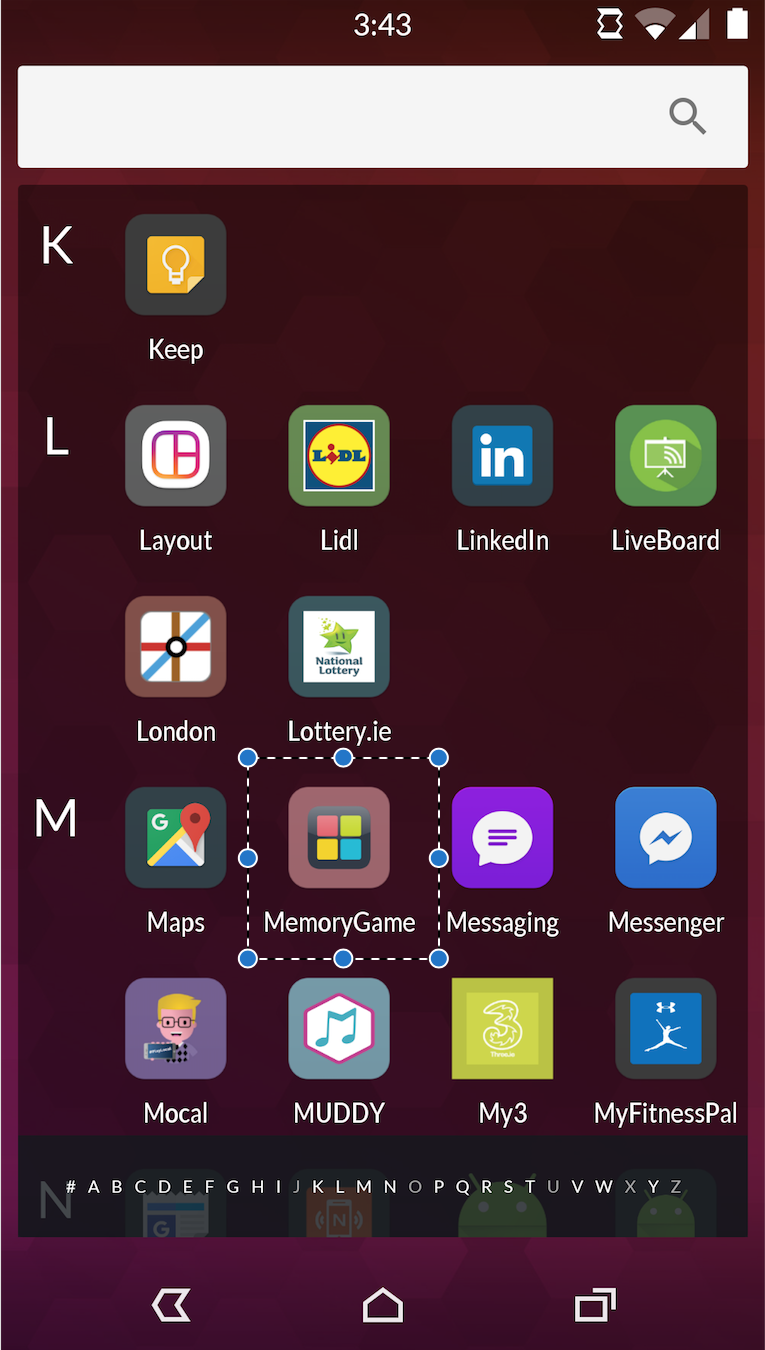 3:43
K
Keep
L
LiDL
in
Layout
Lidl
LinkedIn
LiveBoard
National
Lottery
London
Lottery.ie
M
G
Maps
MemoryGame
Messaging
Messenger
3
Three.ie
Mocal
MUDDY
My3
MyFitnessPal
# A B C D E F G H I J K L M N O P Q R S T U V W X Y Z
N
G
N